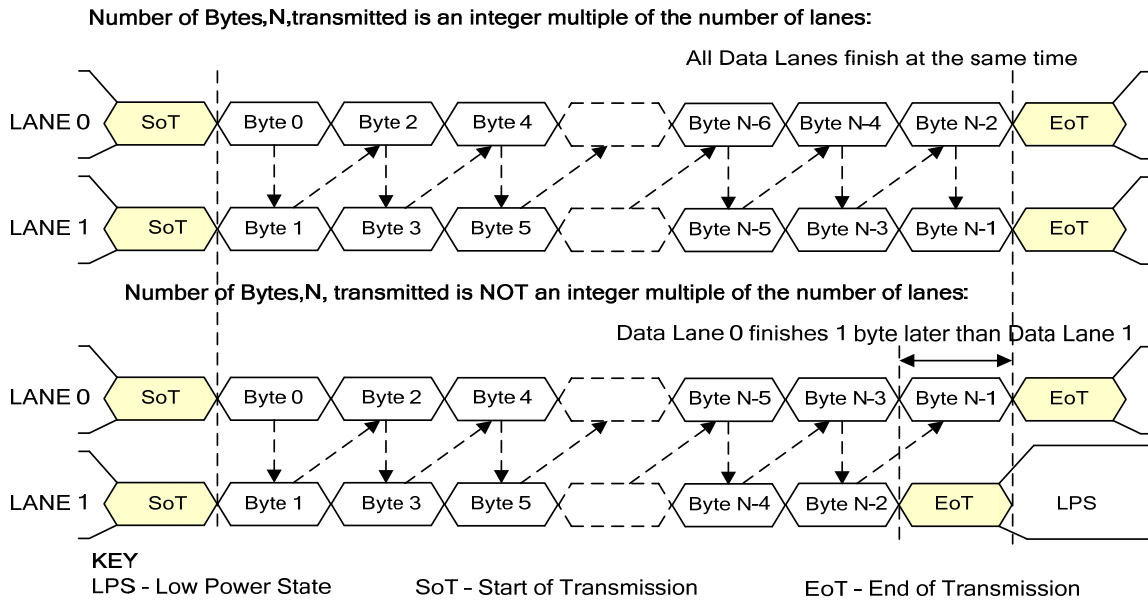 Number of Bytes,N,transmitted is an integer multiple of the number of lanes:
All Data Lanes finish at the same time
LANE 0 SoT Byte 0 Byte 2 Byte 4 Byte N-6 Byte N-4 Byte N-2 EoT
LANE 1 SoT Byte 1 Byte 3 Byte 5 Byte N-5 Byte N-3 Byte N-1 EoT
Number of Bytes,N, transmitted is NOT an integer multiple of the number of lanes:
Data Lane 0 finishes 1 byte later than Data Lane 1
LANE 0 SoT Byte 0 Byte 2 Byte 4 Byte N-5 Byte N-3 Byte N-1 EoT
LANE 1 SoT Byte 1 Byte 3 Byte 5 Byte N-4 Byte N-2 EoT LPS
KEY
LPS - Low Power State SoT - Start of Transmission EoT - End of Transmission